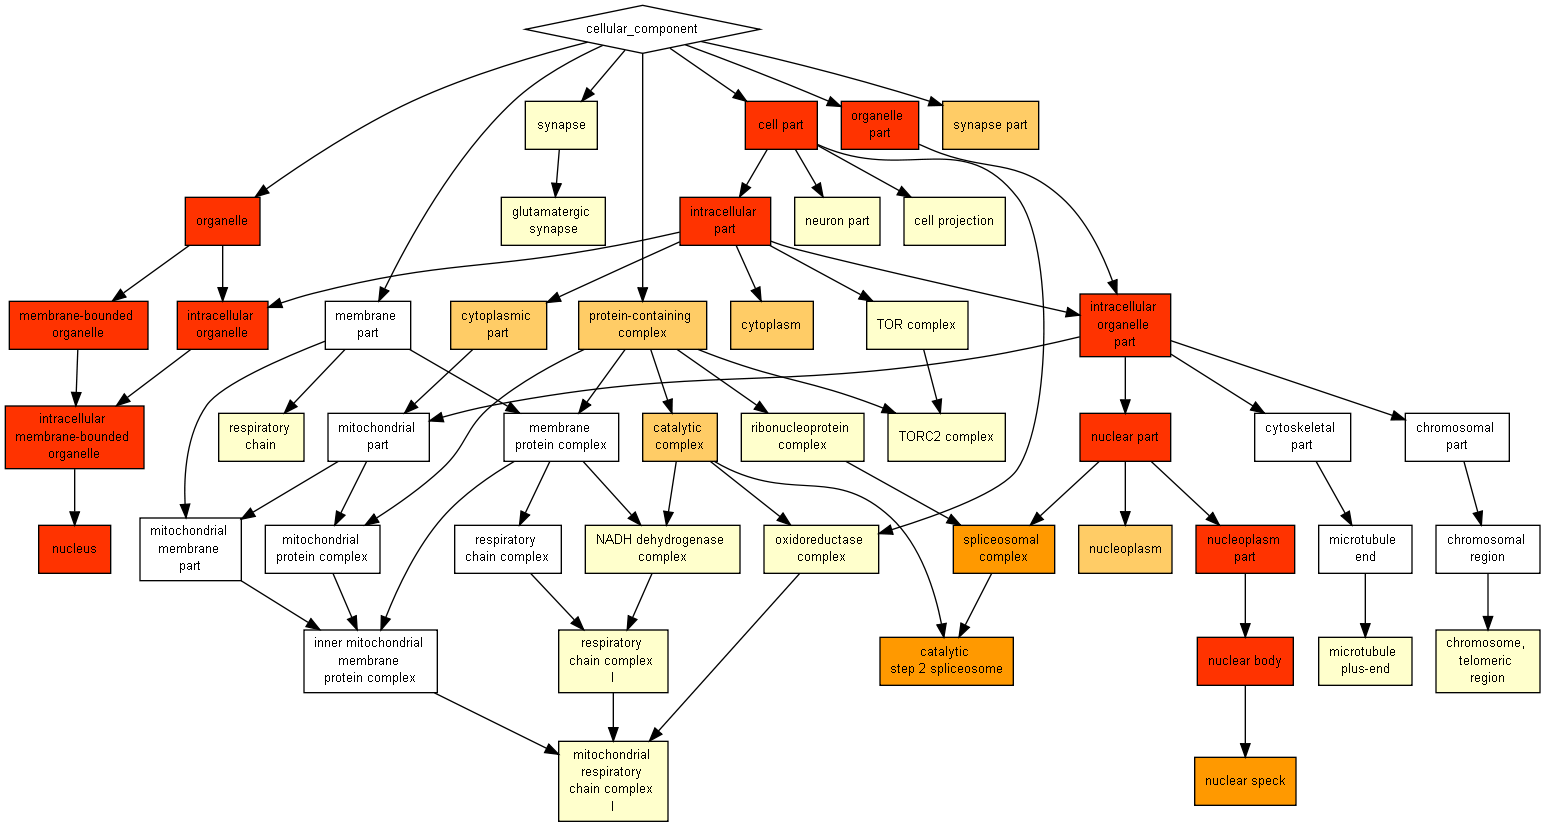 cellular_component
synapse
cell part
organelle
part
synapse part
organelle
glutamatergic
synapse
intracellular
part
neuron part
cell projection
membrane-bounded
organelle
intracellular
organelle
membrane
part
cytoplasmic
part
protein-containing
complex
cytoplasm
TOR complex
intracellular
organelle
part
intracellular
membrane-bounded
organelle
respiratory
chain
mitochondrial
part
membrane
protein complex
catalytic
complex
ribonucleoprotein
complex
TORC2 complex
nuclear part
cytoskeletal
part
chromosomal
part
nucleus
mitochondrial
membrane
part
mitochondrial
protein complex
respiratory
chain complex
NADH dehydrogenase
complex
oxidoreductase
complex
spliceosomal
complex
nucleoplasm
nucleoplasm
part
microtubule
end
chromosomal
region
inner mitochondrial
membrane
protein complex
respiratory
chain complex
I
catalytic
step 2 spliceosome
nuclear body
microtubule
plus-end
chromosome,
telomeric
region
mitochondrial
respiratory
chain complex
I
nuclear speck